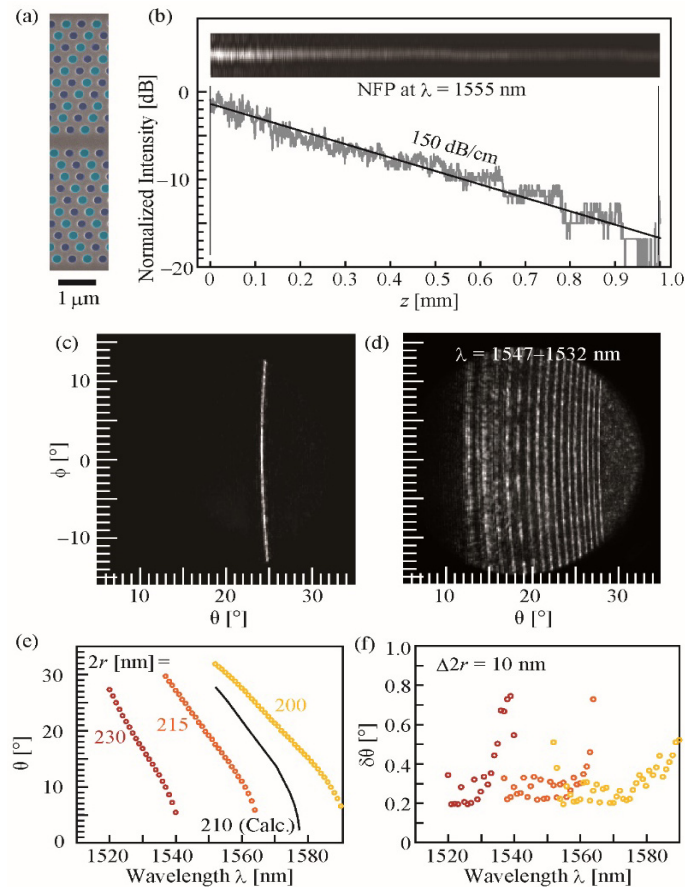 (a)
1 μm
(b)
NFP at λ = 1555 nm
150 dB/cm
Normalized Intensity [dB]
0
−10
−20
0
0.1
0.2
0.3
0.4
0.5
0.6
0.7
0.8
0.9
1.0
z [mm]
(c)
ϕ [°]
10
0
−10
10
20
30
θ [°]
(d)
λ = 1547–1532 nm
10
20
30
θ [°]
(e)
2r [nm] =
200
215
230
210 (Calc.)
θ [°]
30
20
10
0
1520
1540
1560
1580
Wavelength λ [nm]
(f)
Δ2r = 10 nm
δθ [°]
1.0
0.8
0.6
0.4
0.2
0
1520
1540
1560
1580
Wavelength λ [nm]